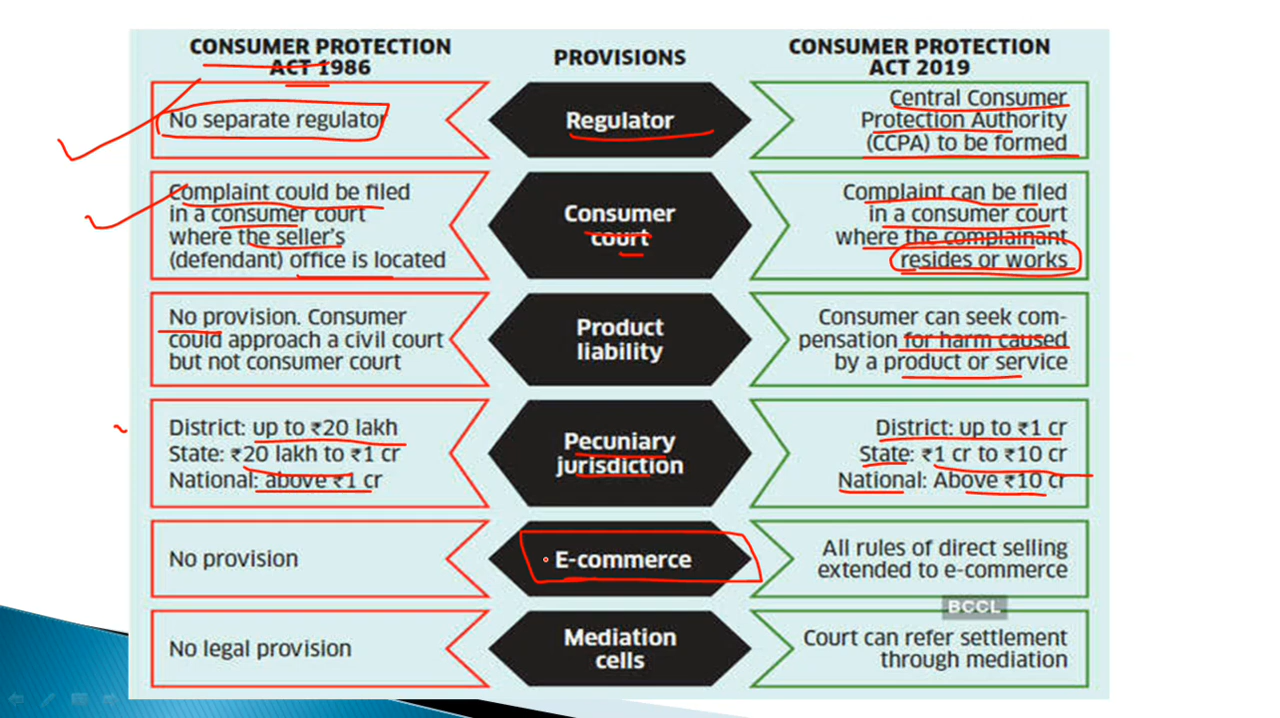 CONSUMER PROTECTION
ACT 1986
PROVISIONS
CONSUMER PROTECTION
ACT 2019
No separate regulator
Regulator
Central Consumer
Protection Authority
(CCPA) to be formed
Complaint could be filed
in a consumer court
where the seller's
(defendant) office is located
Consumer
court
Complaint can be filed
in a consumer court
where the complainant
resides or works
No provision. Consumer
could approach a civil court
but not consumer court
Product
liability
Consumer can seek com-
pensation for harm caused
by a product or service
District: up to ₹20 lakh
State: ₹20 lakh to ₹1 cr
National: above ₹1 cr
Pecuniary
jurisdiction
District: up to ₹1 cr
State: ₹1 cr to ₹10 cr
National: Above ₹10 cr
No provision
E-commerce
All rules of direct selling
extended to e-commerce
BCCL
No legal provision
Mediation
cells
Court can refer settlement
through mediation